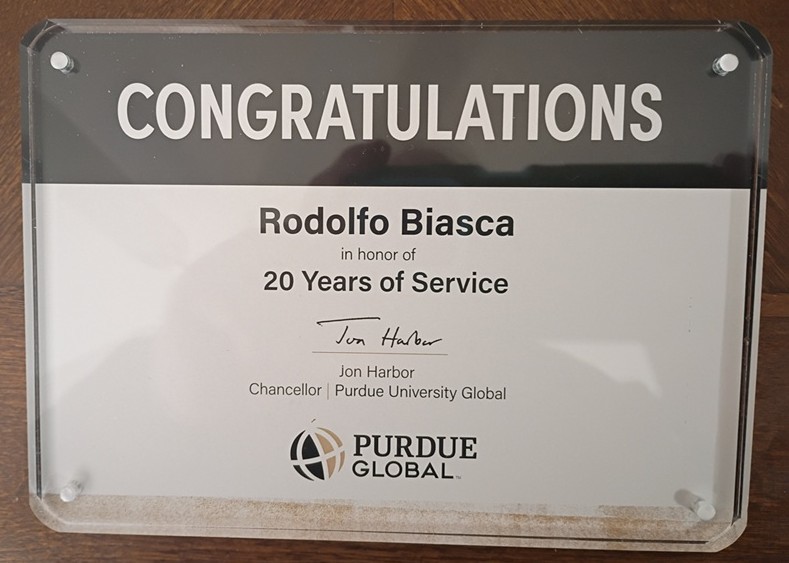 CONGRATULATIONS
Rodolfo Biasca
in honor of
20 Years of Service
Jon Harbor
Jon Harbor
Chancellor | Purdue University Global
PURDUE
GLOBAL™